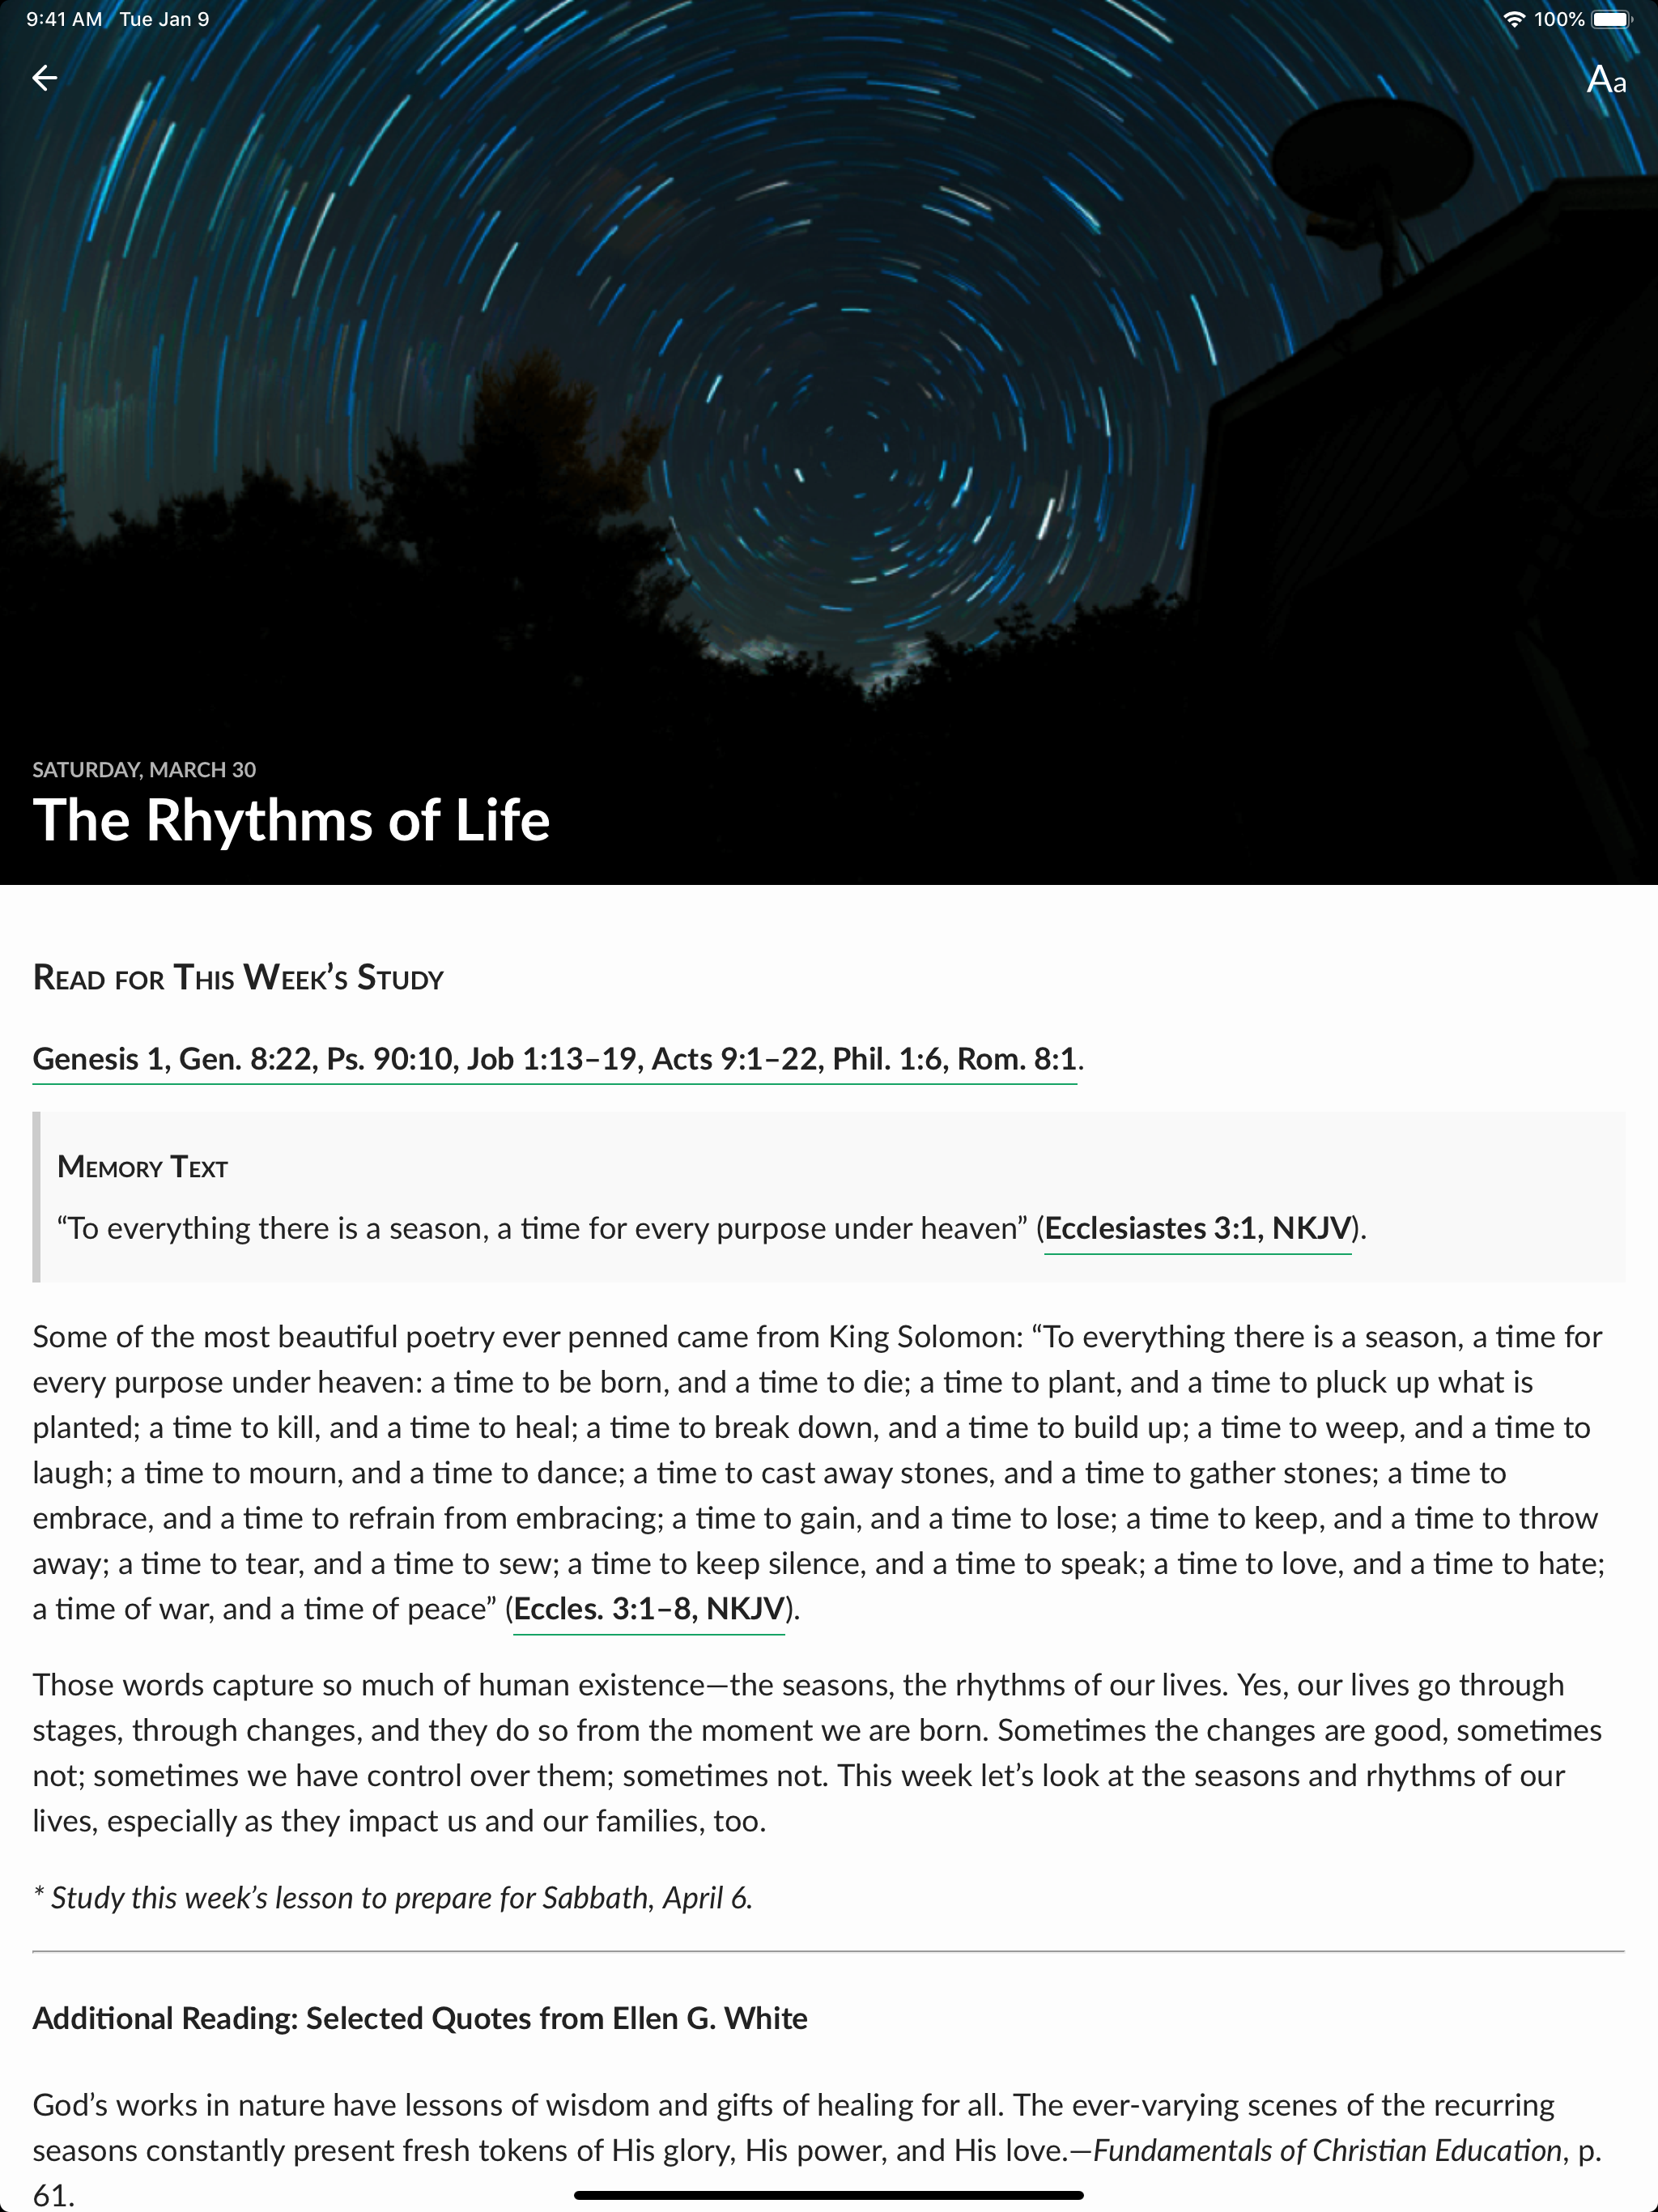 9:41 AM Tue Jan 9
100%
Aa
SATURDAY, MARCH 30
The Rhythms of Life
READ FOR THIS WEEK’S STUDY
Genesis 1, Gen. 8:22, Ps. 90:10, Job 1:13–19, Acts 9:1–22, Phil. 1:6, Rom. 8:1.
MEMORY TEXT
“To everything there is a season, a time for every purpose under heaven” (Ecclesiastes 3:1, NKJV).
Some of the most beautiful poetry ever penned came from King Solomon: “To everything there is a season, a time for
every purpose under heaven: a time to be born, and a time to die; a time to plant, and a time to pluck up what is
planted; a time to kill, and a time to heal; a time to break down, and a time to build up; a time to weep, and a time to
laugh; a time to mourn, and a time to dance; a time to cast away stones, and a time to gather stones; a time to
embrace, and a time to refrain from embracing; a time to gain, and a time to lose; a time to keep, and a time to throw
away; a time to tear, and a time to sew; a time to keep silence, and a time to speak; a time to love, and a time to hate;
a time of war, and a time of peace” (Eccles. 3:1–8, NKJV).
Those words capture so much of human existence—the seasons, the rhythms of our lives. Yes, our lives go through
stages, through changes, and they do so from the moment we are born. Sometimes the changes are good, sometimes
not; sometimes we have control over them; sometimes not. This week let’s look at the seasons and rhythms of our
lives, especially as they impact us and our families, too.
* Study this week’s lesson to prepare for Sabbath, April 6.
Additional Reading: Selected Quotes from Ellen G. White
God’s works in nature have lessons of wisdom and gifts of healing for all. The ever-varying scenes of the recurring
seasons constantly present fresh tokens of His glory, His power, and His love.—Fundamentals of Christian Education, p.
61.